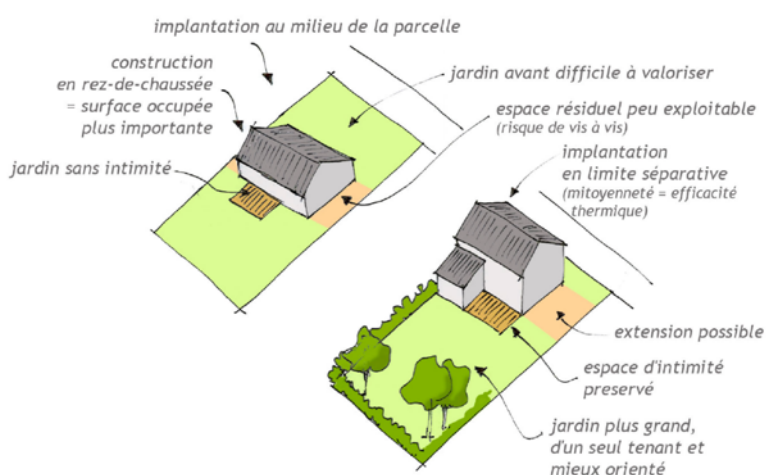 implantation au milieu de la parcelle
construction
en rez-de-chaussée
= surface occupée
plus importante
jardin sans intimité
jardin avant difficile à valoriser
espace résiduel peu exploitable
(risque de vis à vis)
implantation
en limite séparative
(mitoyenneté = efficacité
thermique)
extension possible
espace d'intimité
préservé
jardin plus grand,
d'un seul tenant et
mieux orienté